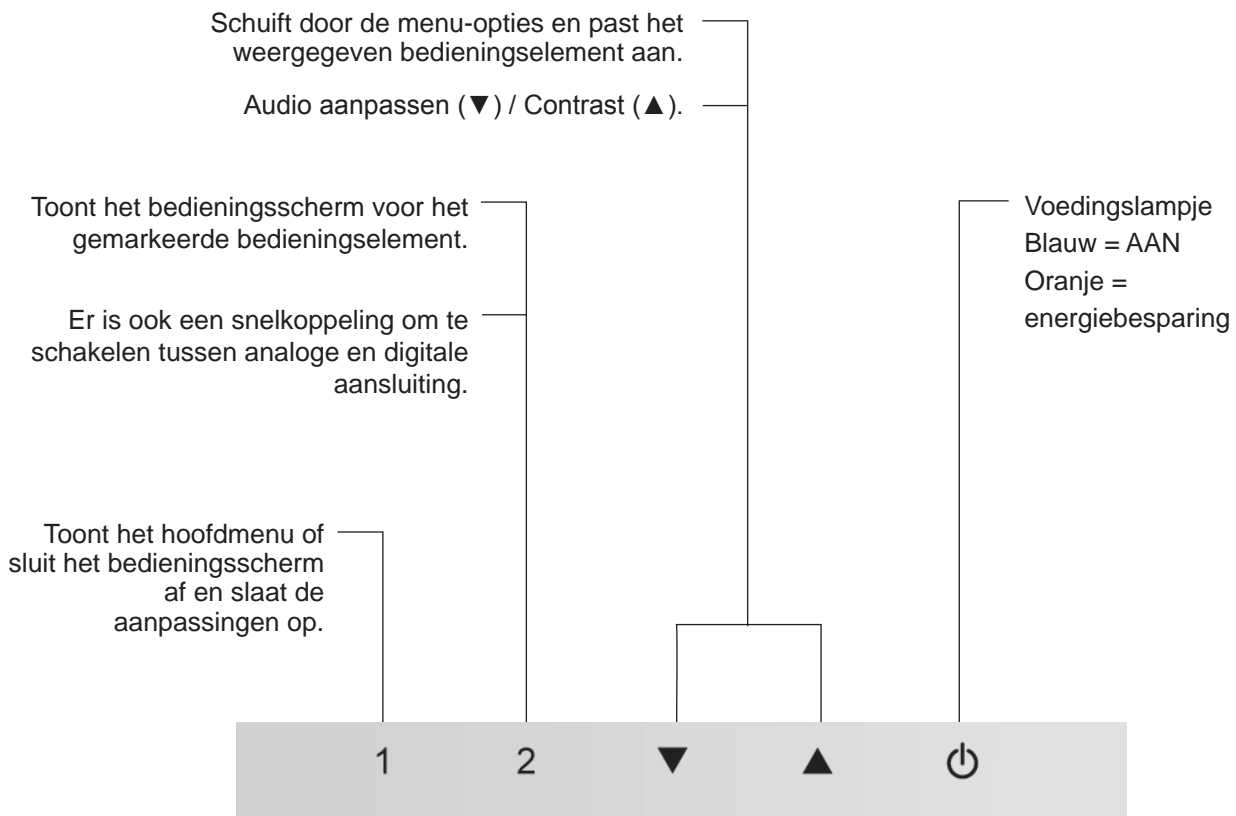 Schuift door de menu-opties en past het
weergegeven bedieningselement aan.
Audio aanpassen (▼) / Contrast (▲).
Toont het bedieningsscherm voor het
gemarkeerde bedieningselement.
Er is ook een snelkoppeling om te
schakelen tussen analoge en digitale
aansluiting.
Voedingslampje
Blauw = AAN
Oranje =
energiebesparing
Toont het hoofdmenu of
sluit het bedieningsscherm
af en slaat de
aanpassingen op.
1 2 ▼ ▲ ⏻